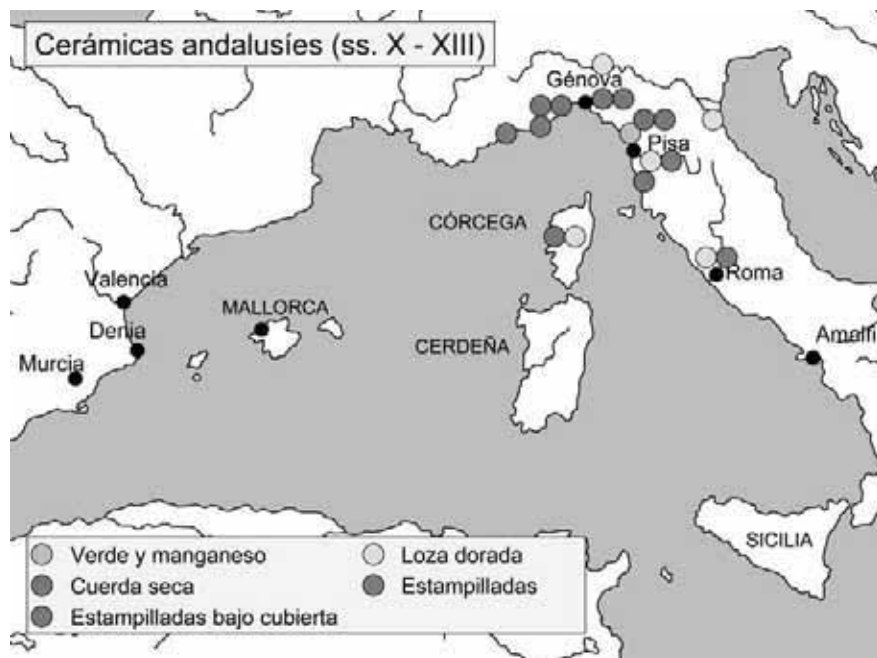 Cerámicas andalusíes (ss. X - XIII)
Génova
Pisa
CÓRCEGA
Roma
Valencia
MALLORCA
Denia
CERDEÑA
Amalfi
Murcia
SICILIA
Verde y manganeso
Loza dorada
Cuerda seca
Estampilladas
Estampilladas bajo cubierta